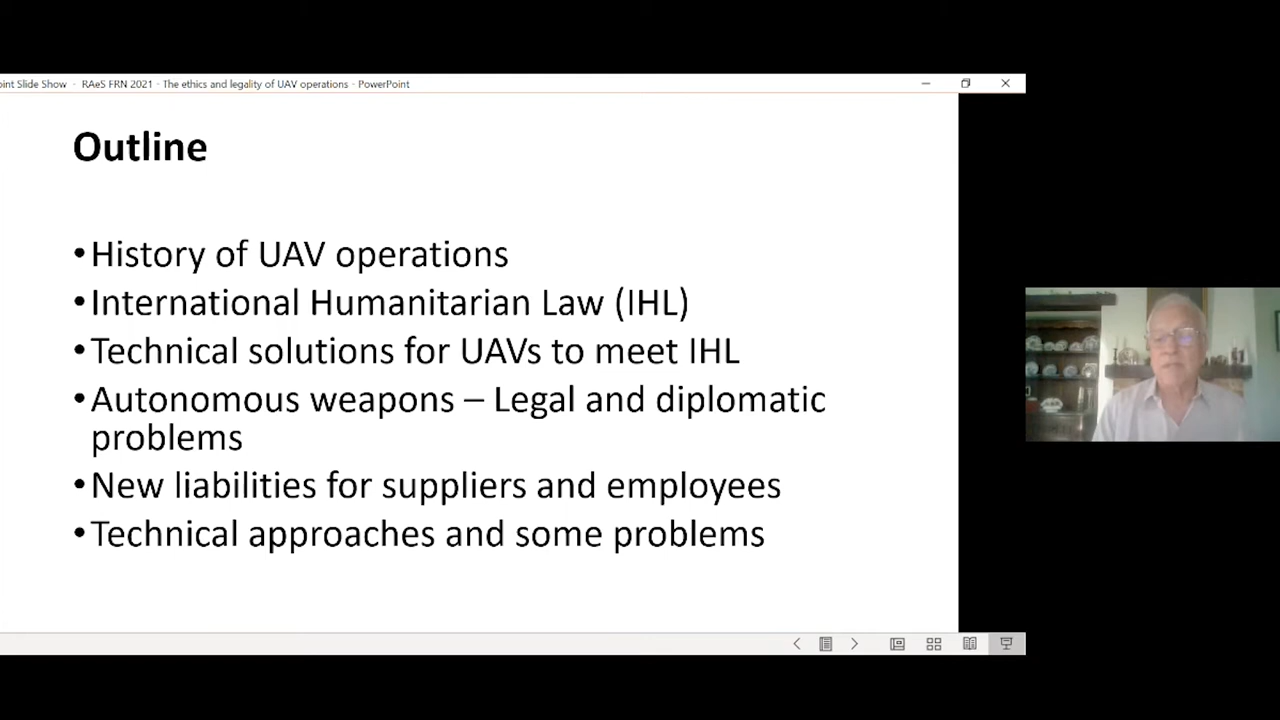 int Slide Show - RAeS FRN 2021 - The ethics and legality of UAV operations - PowerPoint
Outline
•History of UAV operations
•International Humanitarian Law (IHL)
•Technical solutions for UAVs to meet IHL
•Autonomous weapons – Legal and diplomatic
problems
•New liabilities for suppliers and employees
•Technical approaches and some problems